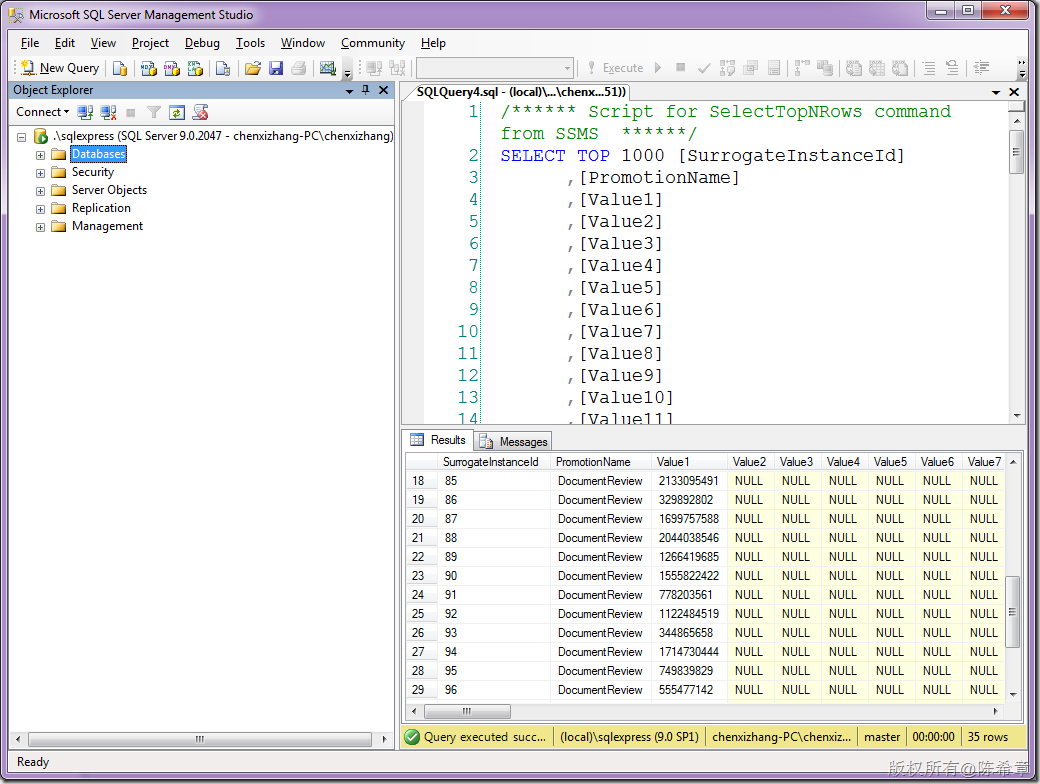 Microsoft SQL Server Management Studio
File Edit View Project Debug Tools Window Community Help
New Query Execute
Object Explorer
Connect
.\sqlexpress (SQL Server 9.0.2047 - chenxizhang-PC\chenxizhang)
Databases
Security
Server Objects
Replication
Management
SQLQuery4.sql - (local)\...\chenx...51))
1 /****** Script for SelectTopNRows command
from SSMS ******/
2 SELECT TOP 1000 [SurrogateInstanceId]
3 ,[PromotionName]
4 ,[Value1]
5 ,[Value2]
6 ,[Value3]
7 ,[Value4]
8 ,[Value5]
9 ,[Value6]
10 ,[Value7]
11 ,[Value8]
12 ,[Value9]
13 ,[Value10]
14 ,[Value11]
Results Messages
SurrogateInstanceId PromotionName Value1 Value2 Value3 Value4 Value5 Value6 Value7
18 85 DocumentReview 2133095491 NULL NULL NULL NULL NULL NULL
19 86 DocumentReview 329892802 NULL NULL NULL NULL NULL NULL
20 87 DocumentReview 1699757588 NULL NULL NULL NULL NULL NULL
21 88 DocumentReview 2044038546 NULL NULL NULL NULL NULL NULL
22 89 DocumentReview 1266419685 NULL NULL NULL NULL NULL NULL
23 90 DocumentReview 1555822422 NULL NULL NULL NULL NULL NULL
24 91 DocumentReview 778203561 NULL NULL NULL NULL NULL NULL
25 92 DocumentReview 1122484519 NULL NULL NULL NULL NULL NULL
26 93 DocumentReview 344865658 NULL NULL NULL NULL NULL NULL
27 94 DocumentReview 1714730444 NULL NULL NULL NULL NULL NULL
28 95 DocumentReview 749839829 NULL NULL NULL NULL NULL NULL
29 96 DocumentReview 555477142 NULL NULL NULL NULL NULL NULL
Query executed succ... (local)\sqlexpress (9.0 SP1) chenxizhang-PC\chenxiz... master 00:00:00 35 rows
Ready
版权所有@陈希章